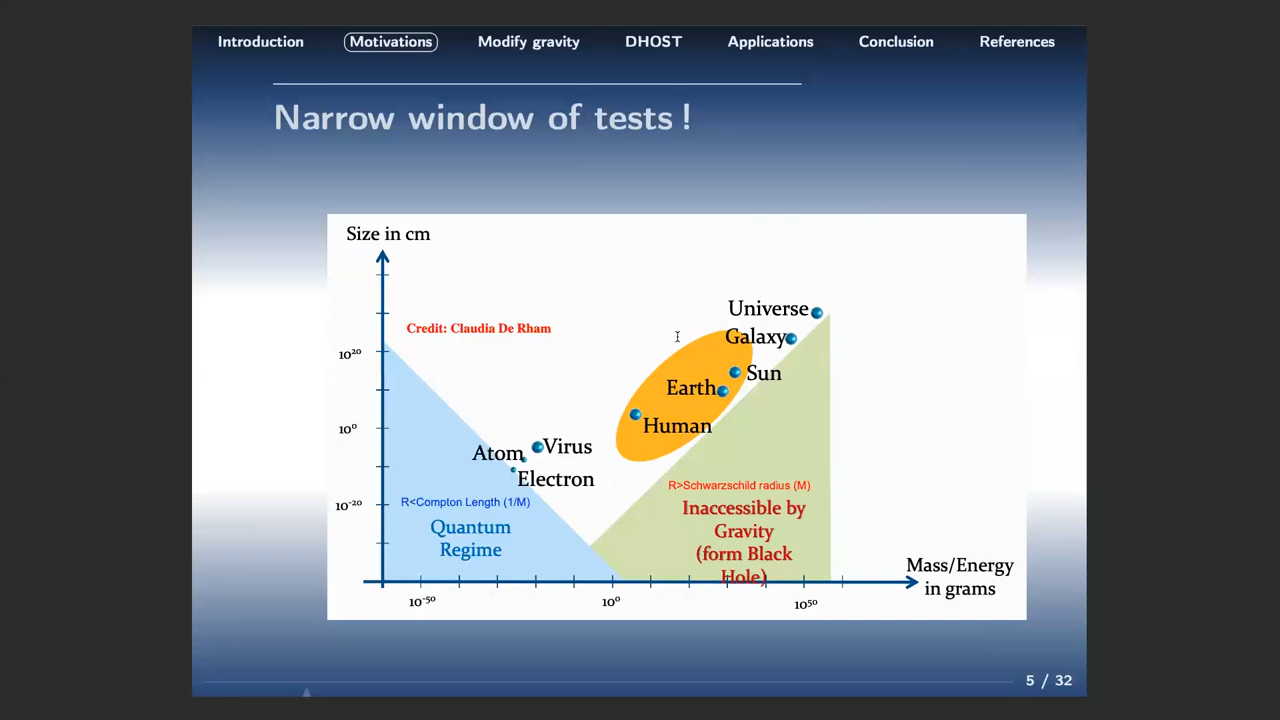 Introduction Motivations Modify gravity DHOST Applications Conclusion References
Narrow window of tests !
Size in cm
Universe
Credit: Claudia De Rham
Galaxy
10²⁰
Sun
Earth
Human
10⁰
Virus
Atom
Electron
R>Schwarzschild radius (M)
R<Compton Length (1/M)
10⁻²⁰
Inaccessible by
Gravity
(form Black
Hole)
Quantum
Regime
Mass/Energy
in grams
10⁻⁵⁰ 10⁰ 10⁵⁰
5 / 32